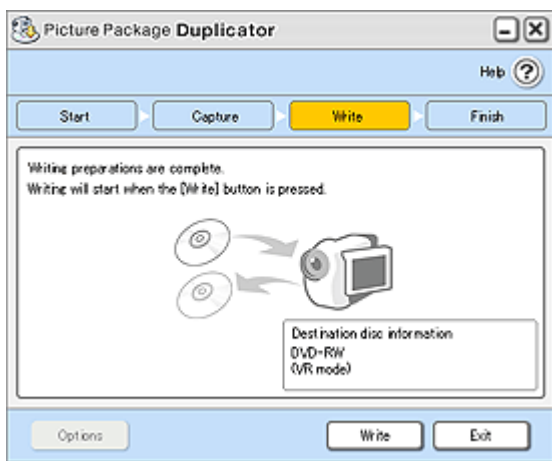 Picture Package Duplicator
Help ?
Start
Capture
Write
Finish
Writing preparations are complete.
Writing will start when the [Write] button is pressed.
Destination disc information
DVD-RW
(VR mode)
Options
Write
Exit